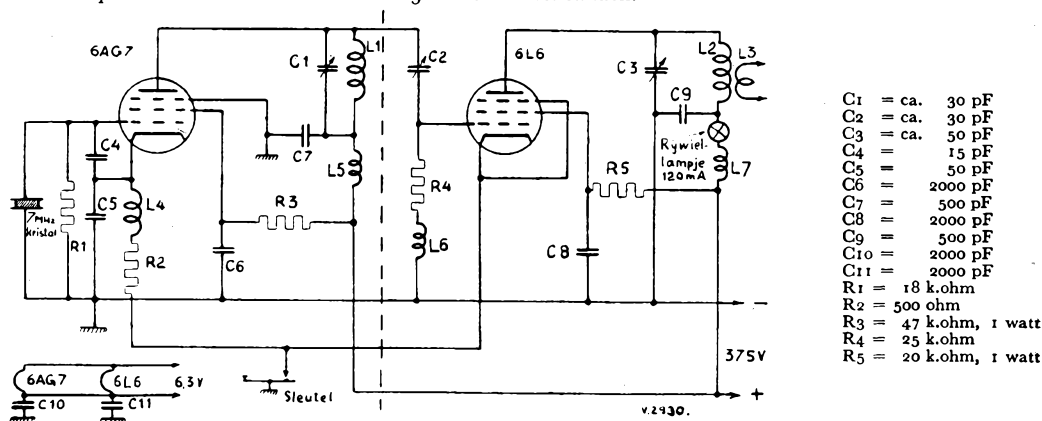 6AG7
C1
L1
C2
6L6
C3
L2
L3
C9
C4
C7
Rywiel-
lampje
120mA
L5
R4
R5
L7
7MHz
kristal
R1
C5
L4
R3
C6
L6
C8
R2
−
375V
+
6AG7
6L6
6,3V
C10
C11
Sleutel
v.2930.
C1 = ca. 30 pF
C2 = ca. 30 pF
C3 = ca. 50 pF
C4 = 15 pF
C5 = 50 pF
C6 = 2000 pF
C7 = 500 pF
C8 = 2000 pF
C9 = 500 pF
C10 = 2000 pF
C11 = 2000 pF
R1 = 18 k.ohm
R2 = 500 ohm
R3 = 47 k.ohm, 1 watt
R4 = 25 k.ohm
R5 = 20 k.ohm, 1 watt